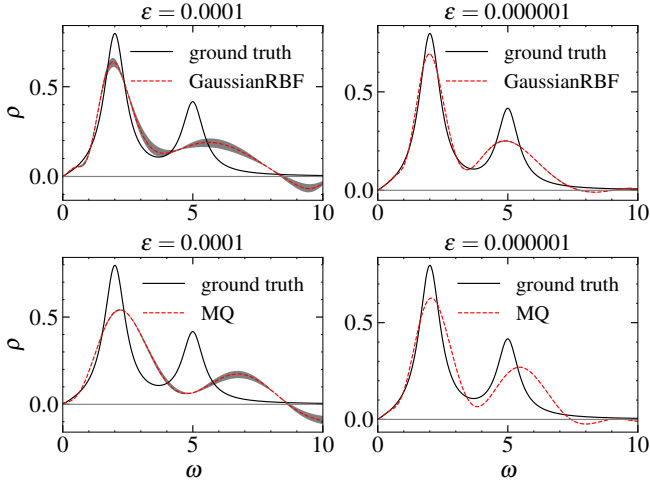 ε = 0.0001
ε = 0.000001
ground truth
GaussianRBF
ground truth
GaussianRBF
ρ
0.5
0.0
0.5
0.0
0
5
10
0
5
10
ε = 0.0001
ε = 0.000001
ground truth
MQ
ground truth
MQ
ρ
0.5
0.0
0.5
0.0
0
5
10
0
5
10
ω
ω